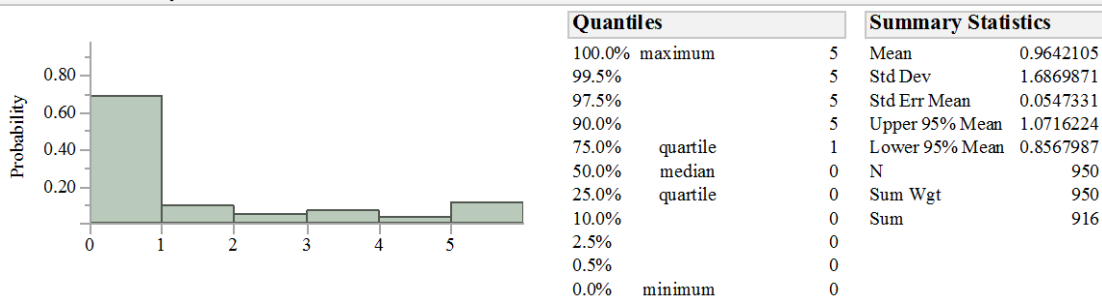 Probability
0.80
0.60
0.40
0.20
0 1 2 3 4 5
Quantiles
100.0% maximum 5
99.5% 5
97.5% 5
90.0% 5
75.0% quartile 1
50.0% median 0
25.0% quartile 0
10.0% 0
2.5% 0
0.5% 0
0.0% minimum 0
Summary Statistics
Mean 0.9642105
Std Dev 1.6869871
Std Err Mean 0.0547331
Upper 95% Mean 1.0716224
Lower 95% Mean 0.8567987
N 950
Sum Wgt 950
Sum 916